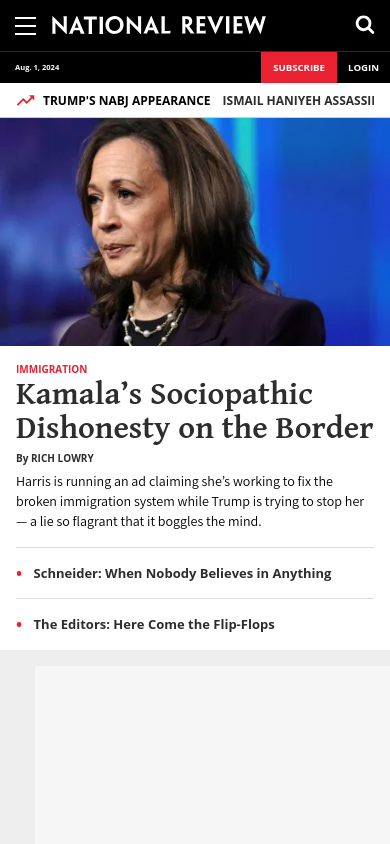 NATIONAL REVIEW
Aug. 1, 2024
SUBSCRIBE
LOGIN
TRUMP'S NABJ APPEARANCE
ISMAIL HANIYEH ASSASSI
IMMIGRATION
Kamala’s Sociopathic
Dishonesty on the Border
By RICH LOWRY
Harris is running an ad claiming she’s working to fix the
broken immigration system while Trump is trying to stop her
— a lie so flagrant that it boggles the mind.
• Schneider: When Nobody Believes in Anything
• The Editors: Here Come the Flip-Flops